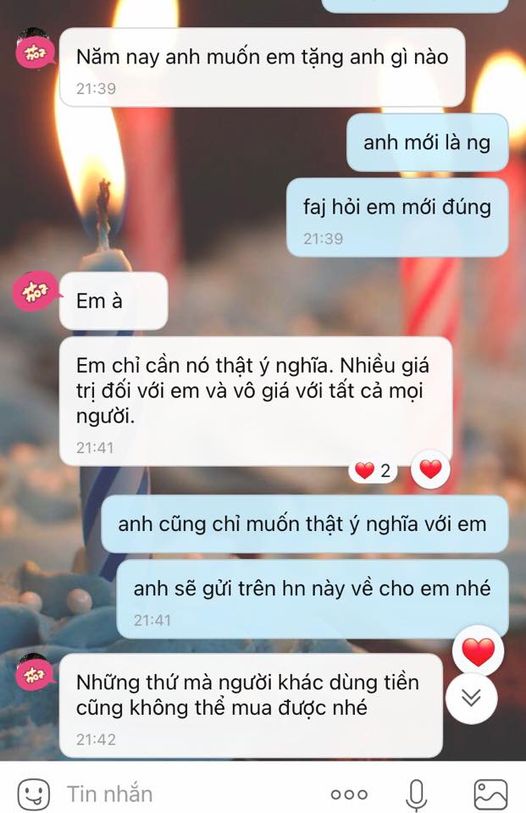 Năm nay anh muốn em tặng anh gì nào
21:39
anh mới là ng
faj hỏi em mới đúng
21:39
Em à
Em chỉ cần nó thật ý nghĩa. Nhiều giá
trị đối với em và vô giá với tất cả mọi
người.
21:41
2
anh cũng chỉ muốn thật ý nghĩa với em
anh sẽ gửi trên hn này về cho em nhé
21:41
Những thứ mà người khác dùng tiền
cũng không thể mua được nhé
21:42
Tin nhắn